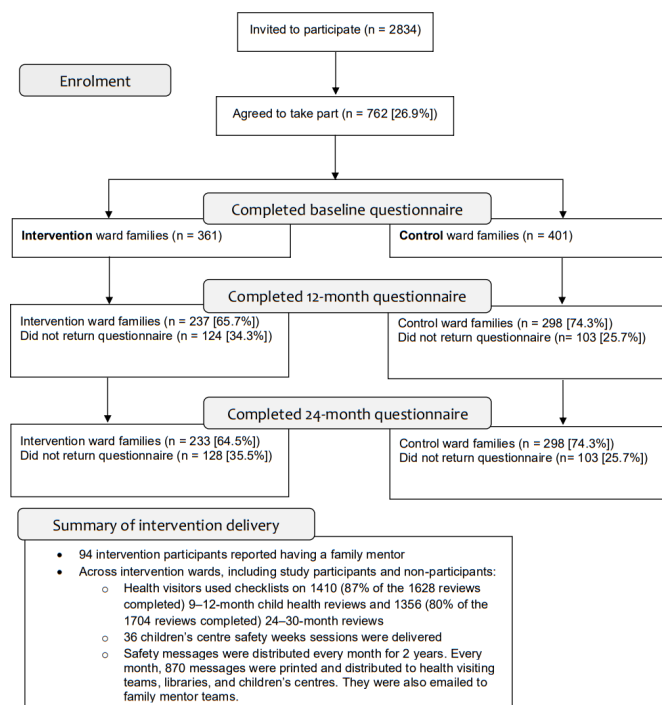 Invited to participate (n = 2834)
Enrolment
Agreed to take part (n = 762 [26.9%])
Completed baseline questionnaire
Intervention ward families (n = 361)
Control ward families (n = 401)
Completed 12-month questionnaire
Intervention ward families (n = 237 [65.7%])
Did not return questionnaire (n = 124 [34.3%])
Control ward families (n = 298 [74.3%])
Did not return questionnaire (n= 103 [25.7%])
Completed 24-month questionnaire
Intervention ward families (n = 233 [64.5%])
Did not return questionnaire (n = 128 [35.5%])
Control ward families (n = 298 [74.3%])
Did not return questionnaire (n= 103 [25.7%])
Summary of intervention delivery
• 94 intervention participants reported having a family mentor
• Across intervention wards, including study participants and non-participants:
o Health visitors used checklists on 1410 (87% of the 1628 reviews
completed) 9–12-month child health reviews and 1356 (80% of the
1704 reviews completed) 24–30-month reviews
o 36 children's centre safety weeks sessions were delivered
o Safety messages were distributed every month for 2 years. Every
month, 870 messages were printed and distributed to health visiting
teams, libraries, and children's centres. They were also emailed to
family mentor teams.